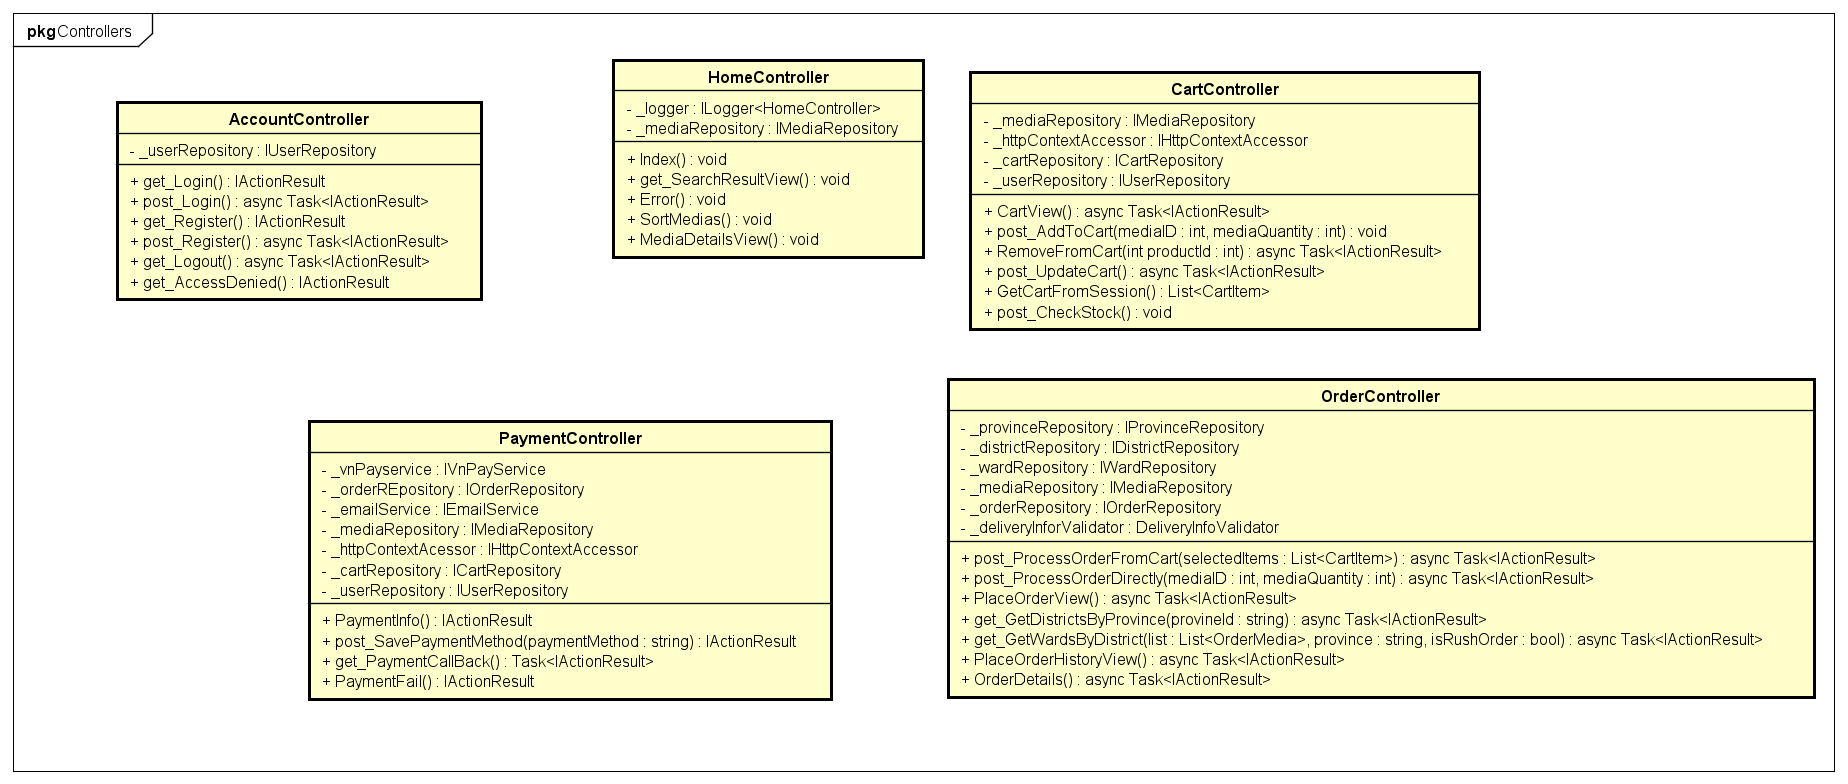 pkg Controllers
AccountController
- _userRepository : IUserRepository
+ get_Login() : IActionResult
+ post_Login() : async Task<IActionResult>
+ get_Register() : IActionResult
+ post_Register() : async Task<IActionResult>
+ get_Logout() : async Task<IActionResult>
+ get_AccessDenied() : IActionResult
HomeController
- _logger : ILogger<HomeController>
- _mediaRepository : IMediaRepository
+ Index() : void
+ get_SearchResultView() : void
+ Error() : void
+ SortMedias() : void
+ MediaDetailsView() : void
CartController
- _mediaRepository : IMediaRepository
- _httpContextAccessor : IHttpContextAccessor
- _cartRepository : ICartRepository
- _userRepository : IUserRepository
+ CartView() : async Task<IActionResult>
+ post_AddToCart(mediaID : int, mediaQuantity : int) : void
+ RemoveFromCart(int productId : int) : async Task<IActionResult>
+ post_UpdateCart() : async Task<IActionResult>
+ GetCartFromSession() : List<CartItem>
+ post_CheckStock() : void
PaymentController
- _vnPayservice : IVnPayService
- _orderREpository : IOrderRepository
- _emailService : IEmailService
- _mediaRepository : IMediaRepository
- _httpContextAcessor : IHttpContextAccessor
- _cartRepository : ICartRepository
- _userRepository : IUserRepository
+ PaymentInfo() : IActionResult
+ post_SavePaymentMethod(paymentMethod : string) : IActionResult
+ get_PaymentCallBack() : Task<IActionResult>
+ PaymentFail() : IActionResult
OrderController
- _provinceRepository : IProvinceRepository
- _districtRepository : IDistrictRepository
- _wardRepository : IWardRepository
- _mediaRepository : IMediaRepository
- _orderRepository : IOrderRepository
- _deliveryInforValidator : DeliveryInfoValidator
+ post_ProcessOrderFromCart(selectedItems : List<CartItem>) : async Task<IActionResult>
+ post_ProcessOrderDirectly(mediaID : int, mediaQuantity : int) : async Task<IActionResult>
+ PlaceOrderView() : async Task<IActionResult>
+ get_GetDistrictsByProvince(provineId : string) : async Task<IActionResult>
+ get_GetWardsByDistrict(list : List<OrderMedia>, province : string, isRushOrder : bool) : async Task<IActionResult>
+ PlaceOrderHistoryView() : async Task<IActionResult>
+ OrderDetails() : async Task<IActionResult>